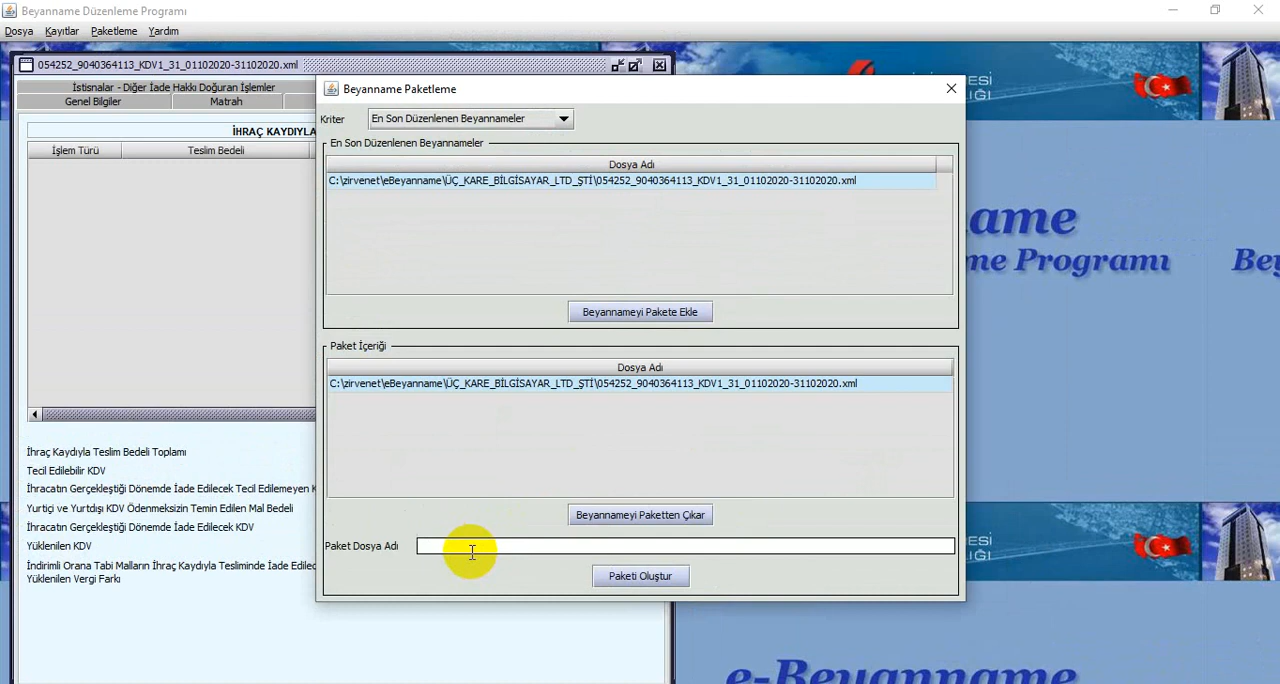 Beyanname Düzenleme Programı
Dosya Kayıtlar Paketleme Yardım
054252_9040364113_KDV1_31_01102020-31102020.xml
İstisnalar - Diğer İade Hakkı Doğuran İşlemler
Genel Bilgiler Matrah
İHRAÇ KAYDIYLA
İşlem Türü Teslim Bedeli
İhraç Kaydıyla Teslim Bedeli Toplamı
Tecil Edilebilir KDV
İhracatın Gerçekleştiği Dönemde İade Edilecek Tecil Edilemeyen K
Yurtiçi ve Yurtdışı KDV Ödenmeksizin Temin Edilen Mal Bedeli
İhracatın Gerçekleştiği Dönemde İade Edilecek KDV
Yüklenilen KDV
İndirimli Orana Tabi Malların İhraç Kaydıyla Tesliminde İade Edilec
Yüklenilen Vergi Farkı
Beyanname Paketleme
Kriter En Son Düzenlenen Beyannameler
En Son Düzenlenen Beyannameler
Dosya Adı
C:\zirvenet\eBeyanname\ÜÇ_KARE_BİLGİSAYAR_LTD_ŞTİ\054252_9040364113_KDV1_31_01102020-31102020.xml
Beyannameyi Pakete Ekle
Paket İçeriği
Dosya Adı
C:\zirvenet\eBeyanname\ÜÇ_KARE_BİLGİSAYAR_LTD_ŞTİ\054252_9040364113_KDV1_31_01102020-31102020.xml
Beyannameyi Paketten Çıkar
Paket Dosya Adı
Paketi Oluştur
ESİ
IĞI
ame
me Programı
Bey
ESİ
IĞI
e-Beyanname